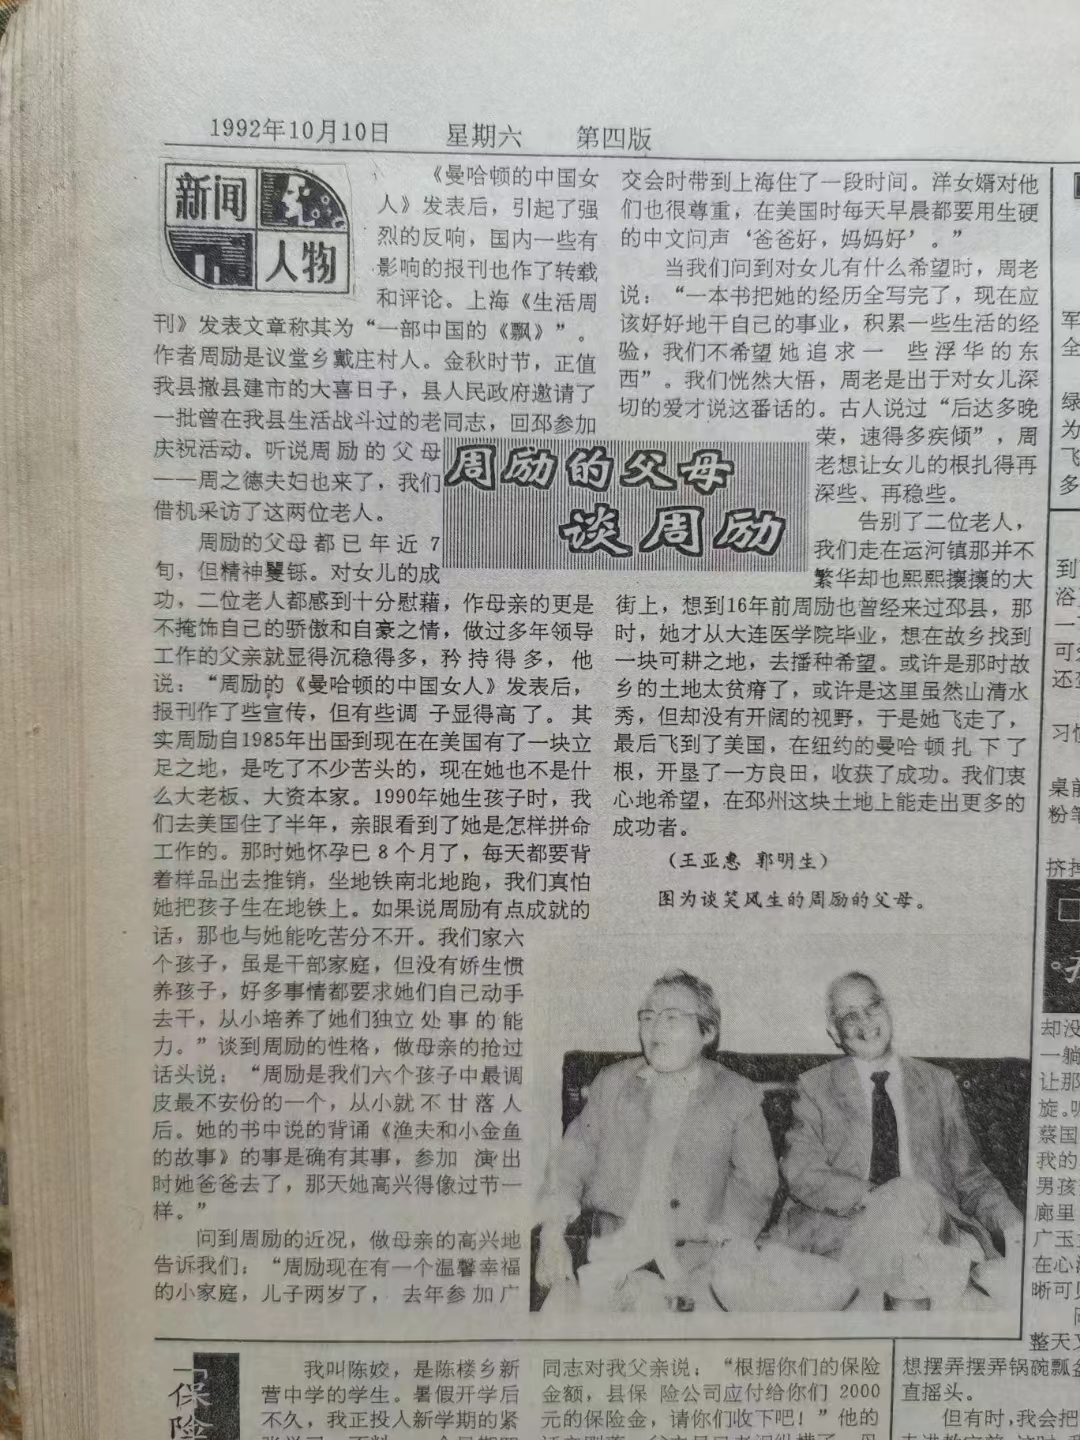 1992年10月10日 星期六 第四版
新闻
人物
《曼哈顿的中国女
人》发表后，引起了强
烈的反响，国内一些有
影响的报刊也作了转载
和评论。上海《生活周
刊》发表文章称其为“一部中国的《飘》”。
作者周励是议堂乡戴庄村人。金秋时节，正值
我县撤县建市的大喜日子，县人民政府邀请了
一批曾在我县生活战斗过的老同志，回邳参加
庆祝活动。听说周励的父母
——周之德夫妇也来了，我们
借机采访了这两位老人。
周励的父母都已年近7
旬，但精神矍铄。对女儿的成
功，二位老人都感到十分慰藉，作母亲的更是
不掩饰自己的骄傲和自豪之情，做过多年领导
工作的父亲就显得沉稳得多，矜持得多，他
说：“周励的《曼哈顿的中国女人》发表后，
报刊作了些宣传，但有些调子显得高了。其
实周励自1985年出国到现在在美国有了一块立
足之地，是吃了不少苦头的，现在她也不是什
么大老板、大资本家。1990年她生孩子时，我
们去美国住了半年，亲眼看到了她是怎样拼命
工作的。那时她怀孕已8个月了，每天都要背
着样品出去推销，坐地铁南北地跑，我们真怕
她把孩子生在地铁上。如果说周励有点成就的
话，那也与她能吃苦分不开。我们家六
个孩子，虽是干部家庭，但没有娇生惯
养孩子，好多事情都要求她们自己动手
去干，从小培养了她们独立处事的能
力。”谈到周励的性格，做母亲的抢过
话头说：“周励是我们六个孩子中最调
皮最不安份的一个，从小就不甘落人
后。她的书中说的背诵《渔夫和小金鱼
的故事》的事是确有其事，参加演出
时她爸爸去了，那天她高兴得像过节一
样。”
问到周励的近况，做母亲的高兴地
告诉我们：“周励现在有一个温馨幸福
的小家庭，儿子两岁了，去年参加广
周励的父母
谈周励
交会时带到上海住了一段时间。洋女婿对他
们也很尊重，在美国时每天早晨都要用生硬
的中文问声‘爸爸好，妈妈好’。”
当我们问到对女儿有什么希望时，周老
说：“一本书把她的经历全写完了，现在应
该好好地干自己的事业，积累一些生活的经
验，我们不希望她追求一些浮华的东
西”。我们恍然大悟，周老是出于对女儿深
切的爱才说这番话的。古人说过“后达多晚
荣，速得多疾倾”，周
老想让女儿的根扎得再
深些、再稳些。
告别了二位老人，
我们走在运河镇那并不
繁华却也熙熙攘攘的大
街上，想到16年前周励也曾经来过邳县，那
时，她才从大连医学院毕业，想在故乡找到
一块可耕之地，去播种希望。或许是那时故
乡的土地太贫瘠了，或许是这里虽然山清水
秀，但却没有开阔的视野，于是她飞走了，
最后飞到了美国，在纽约的曼哈顿扎下了
根，开垦了一方良田，收获了成功。我们衷
心地希望，在邳州这块土地上能走出更多的
成功者。
（王亚惠 郭明生）
图为谈笑风生的周励的父母。
保险
我叫陈姣，是陈楼乡新
营中学的学生。暑假开学后
不久，我正投入新学期的紧
同志对我父亲说：“根据你们的保险
金额，县保险公司应付给你们2000
元的保险金，请你们收下吧！”他的
军
全
绿
为
飞
多
到
浴
一
可
还
习惯
桌前
粉笔
挤
却没
一躺
让那
旋。
蔡国
我的
男孩
廊里
广玉
在心
晰可见
整天又
想摆弄摆弄锅碗瓢盆
直摇头。
但有时，我会把